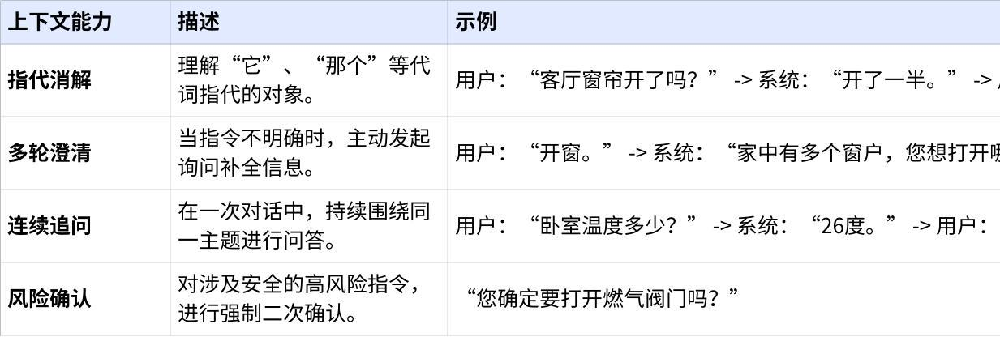 上下文能力 描述 示例
指代消解 理解“它”、“那个”等代
词指代的对象。
用户：“客厅窗帘开了吗？” -> 系统：“开了一半。” ->
多轮澄清 当指令不明确时，主动发起
询问补全信息。
用户：“开窗。” -> 系统：“家中有多个窗户，您想打开
连续追问 在一次对话中，持续围绕同
一主题进行问答。
用户：“卧室温度多少？” -> 系统：“26度。” -> 用户：
风险确认 对涉及安全的高风险指令，
进行强制二次确认。
“您确定要打开燃气阀门吗？”